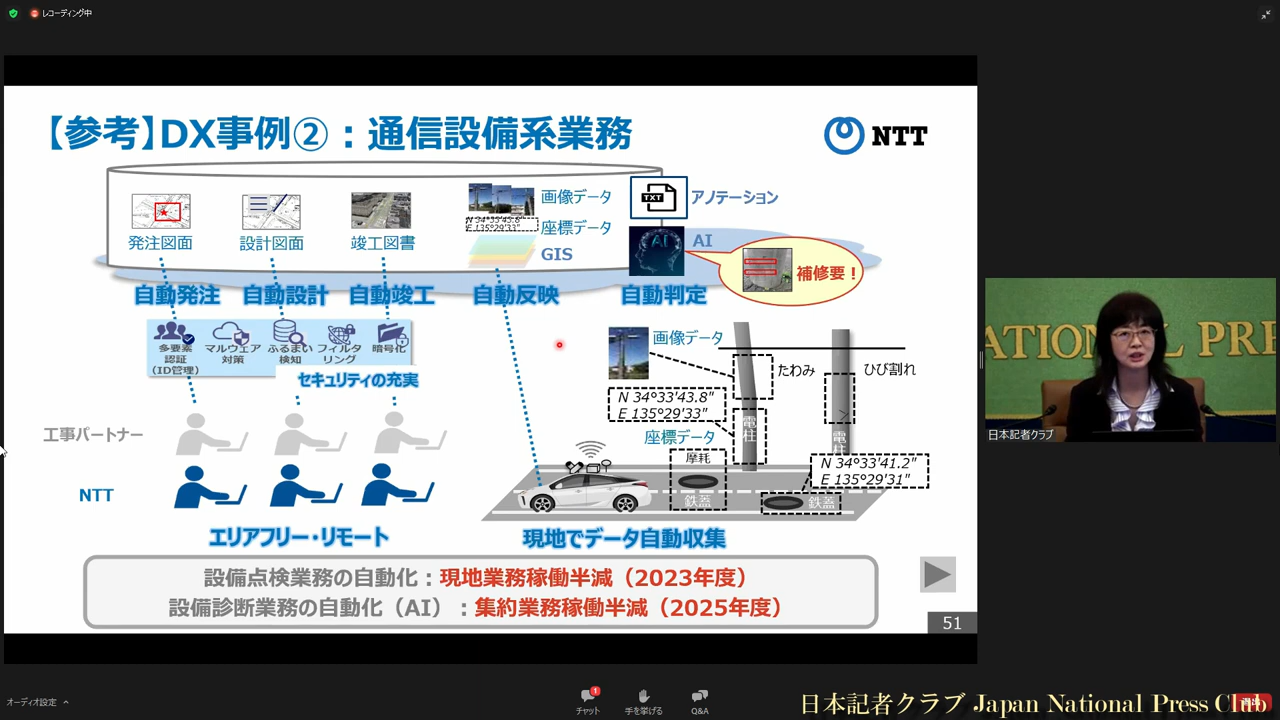 レコーディング中
【参考】DX事例②：通信設備系業務
NTT
発注図面
設計図面
竣工図書
画像データ
N 34°33'43.8"
E 135°29'33"
座標データ
GIS
TXT
アノテーション
AI
AI
補修要！
自動発注
自動設計
自動竣工
自動反映
自動判定
多要素
認証
(ID管理)
マルウェア
対策
ふるまい
検知
フィルタ
リング
暗号化
セキュリティの充実
画像データ
たわみ
ひび割れ
N 34°33'43.8"
E 135°29'33"
座標データ
電柱
電柱
工事パートナー
摩耗
鉄蓋
N 34°33'41.2"
E 135°29'31"
鉄蓋
NTT
エリアフリー・リモート
現地でデータ自動収集
設備点検業務の自動化：現地業務稼働半減（2023年度）
設備診断業務の自動化（AI）：集約業務稼働半減（2025年度）
51
NATIONAL PRE
日本記者クラブ
オーディオ設定
1
チャット
手を挙げる
Q&A
日本記者クラブ Japan National Press Club